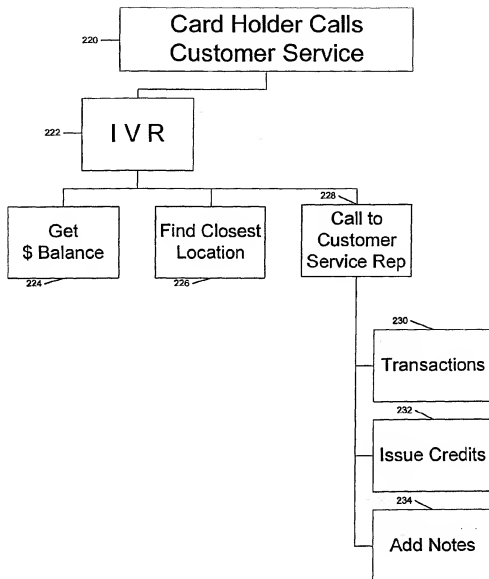 Card Holder Calls
Customer Service
220
I V R
222
228
Get
$ Balance
224
Find Closest
Location
226
Call to
Customer
Service Rep
230
Transactions
232
Issue Credits
234
Add Notes